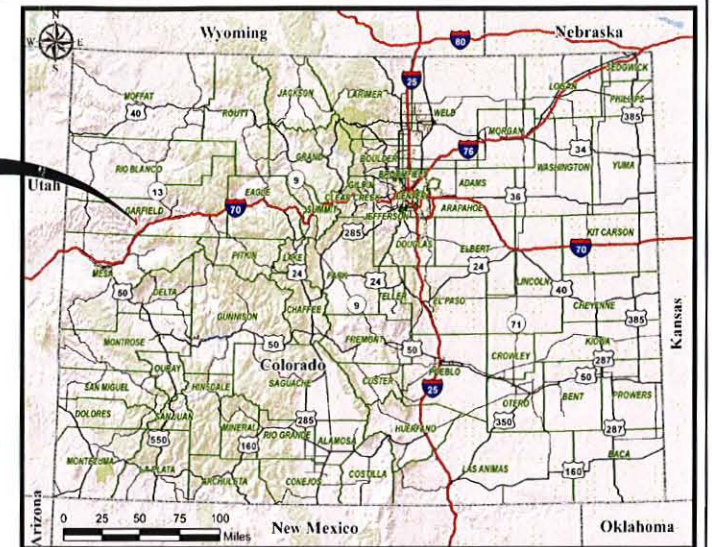 Wyoming
Nebraska
N
W
E
S
80
25
SEDGWICK
LOGAN
PHILLIPS
MOFFAT
JACKSON
LARIMER
40
ROUTT
WELD
385
MORGAN
76
34
GRAND
BOULDER
WASHINGTON
YUMA
RIO BLANCO
Utah
9
13
EAGLE
GILPIN
ADAMS
36
GARFIELD
70
SUMMIT
CLEAR CREEK
ARAPAHOE
JEFFERSON
KIT CARSON
285
DOUGLAS
PITKIN
LAKE
ELBERT
70
24
24
24
MESA
PARK
LINCOLN
50
DELTA
TELLER
40
EL PASO
9
CHEYENNE
GUNNISON
CHAFFEE
385
71
Kansas
MONTROSE
50
FREMONT
50
KIOWA
Colorado
CROWLEY
287
OURAY
PUEBLO
50
SAN MIGUEL
HINSDALE
SAGUACHE
CUSTER
25
BENT
PROWERS
DOLORES
OTERO
SAN JUAN
285
350
MINERAL
HUERFANO
287
550
RIO GRANDE
ALAMOSA
160
BACA
MONTEZUMA
LA PLATA
LAS ANIMAS
160
COSTILLA
ARCHULETA
CONEJOS
Arizona
0 25 50 75 100
Miles
New Mexico
Oklahoma